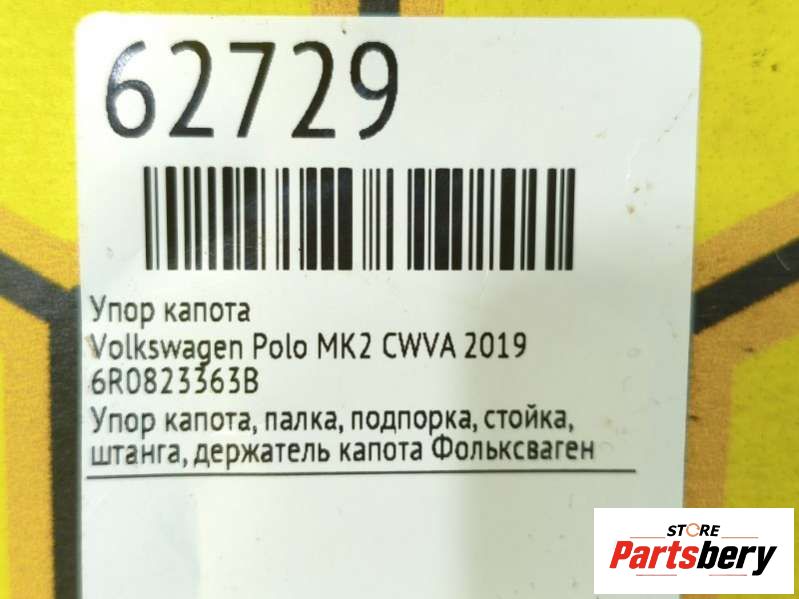 62729
Упор капота
Volkswagen Polo MK2 CWVA 2019
6R0823363B
Упор капота, палка, подпорка, стойка,
штанга, держатель капота Фольксваген
STORE
Partsbery